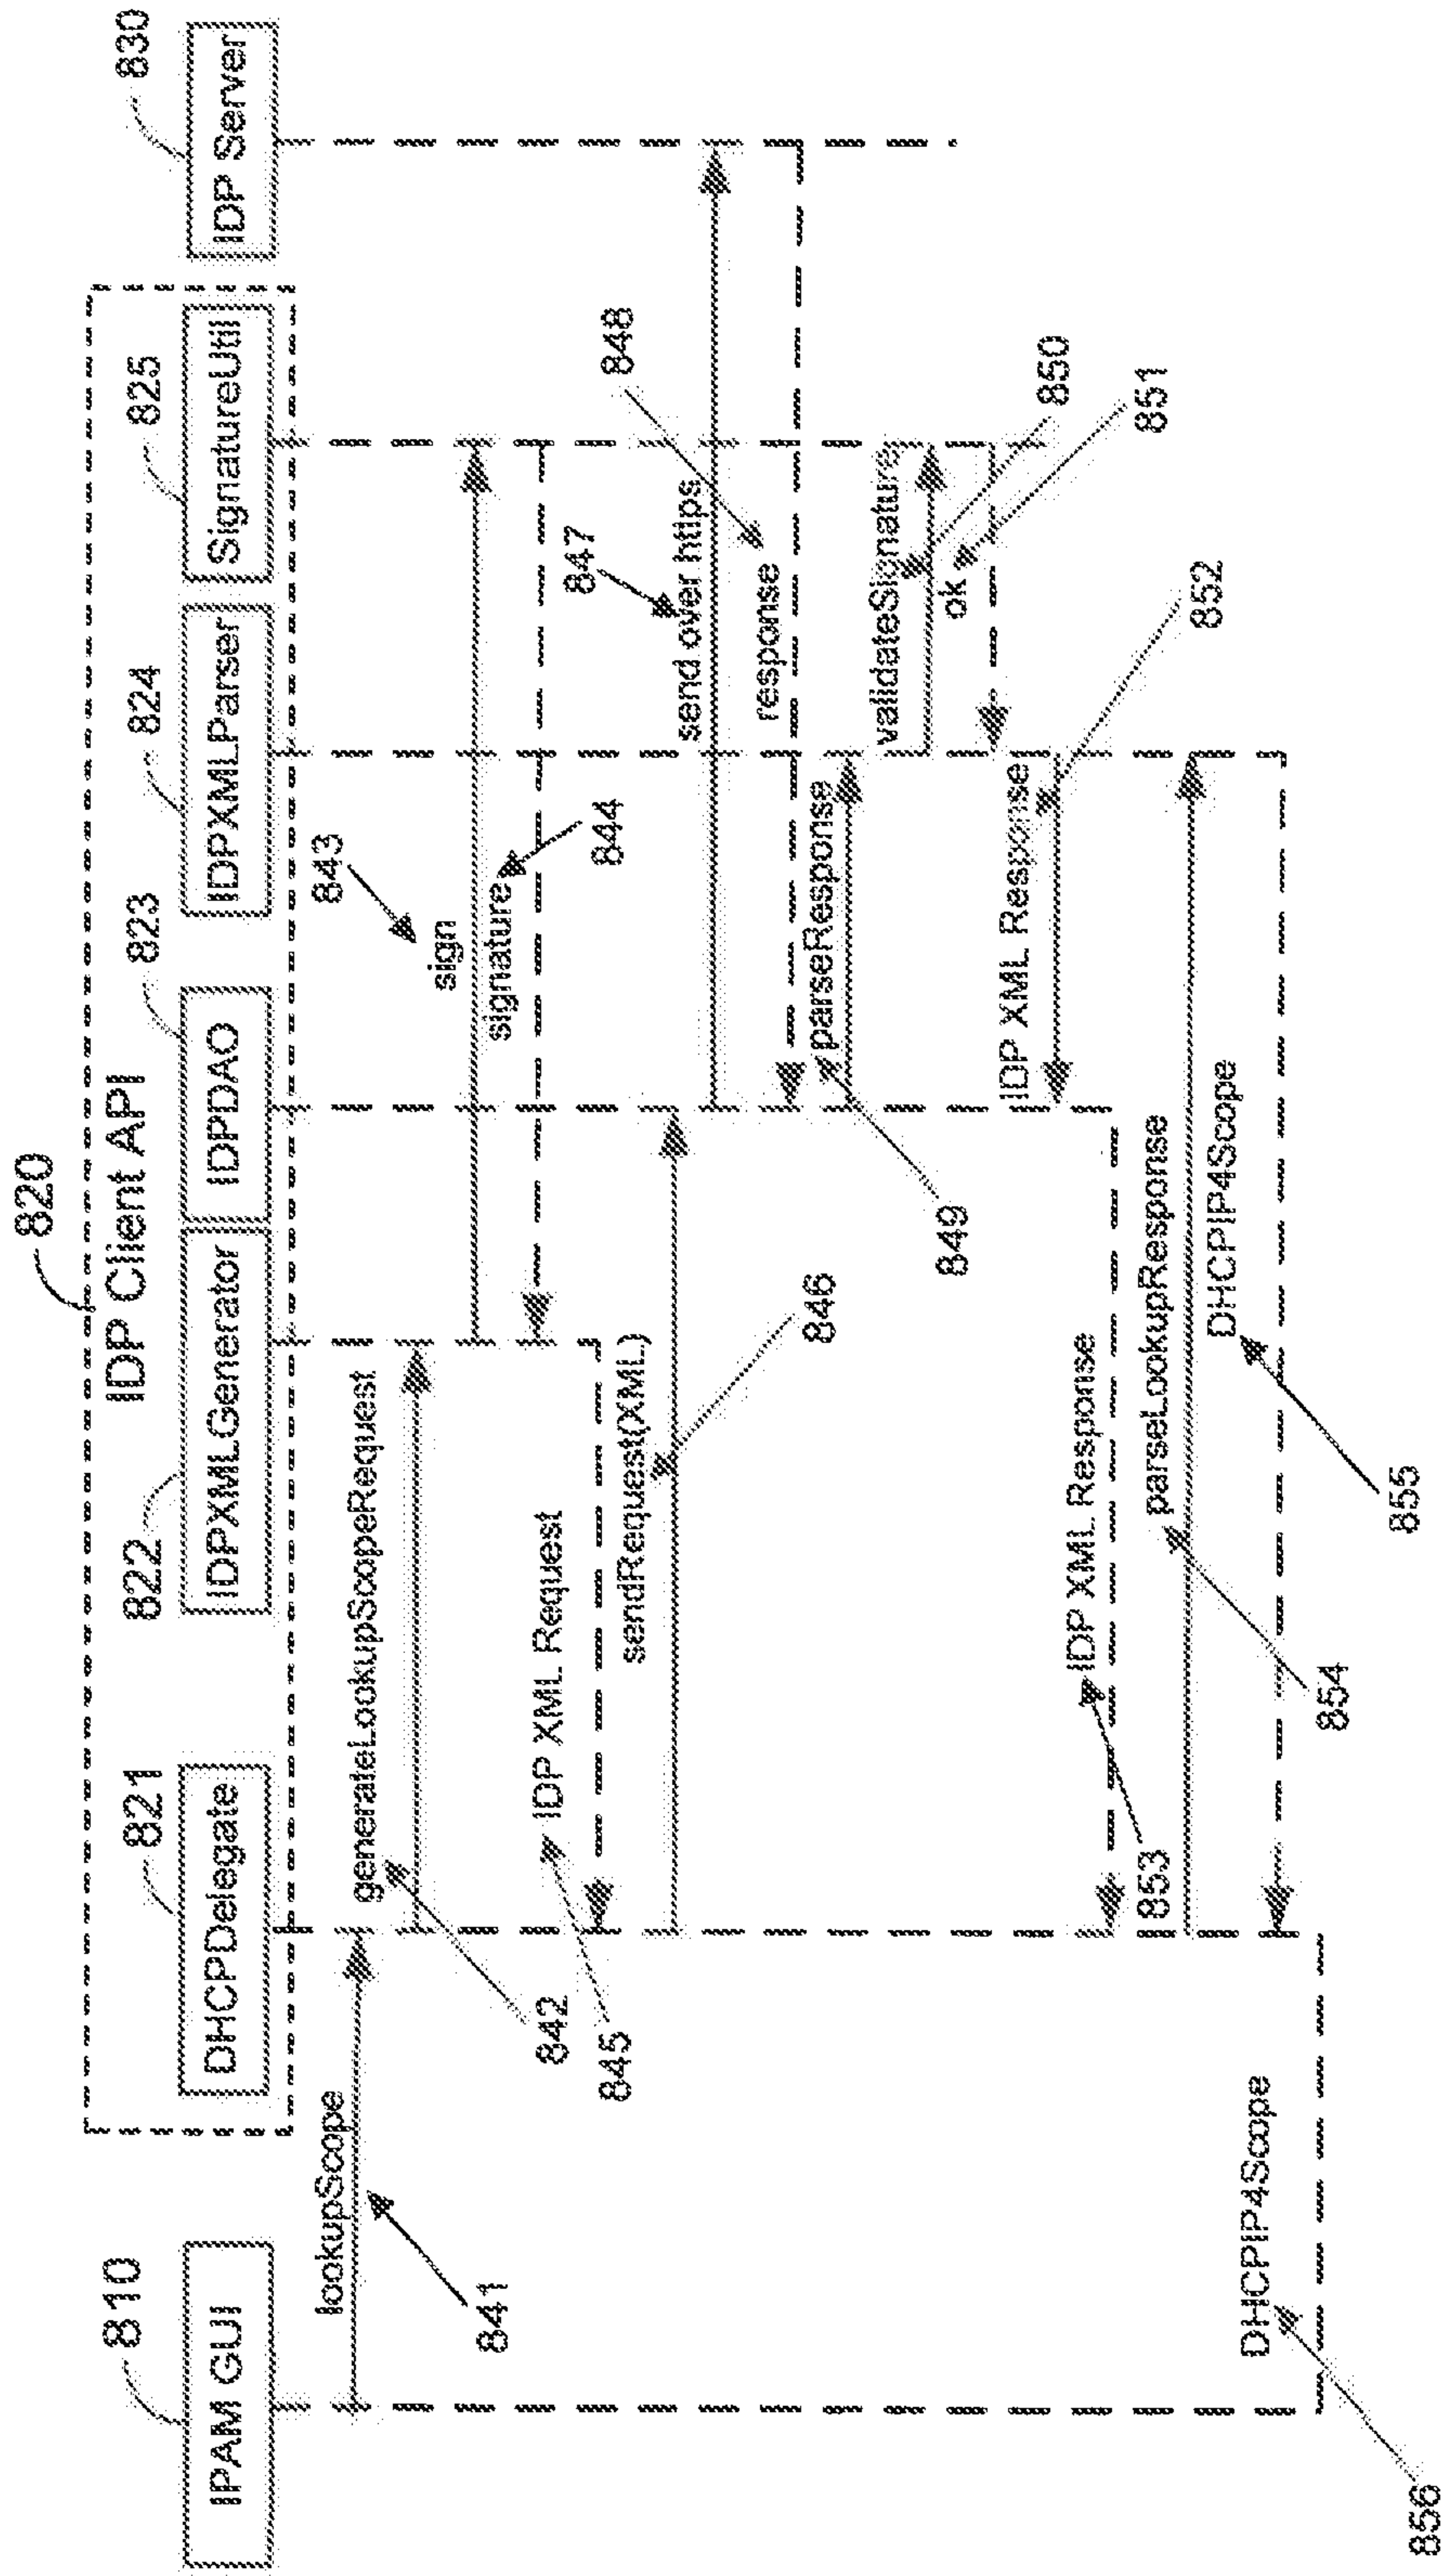 820
IDP Client API
810
821
822
823
824
825
830
IPAM GUI
DHCPDelegate
IDPXMLGenerator
IDPDAO
IDPXMLParser
SignatureUtil
IDP Server
lookupScope
841
generateLookupScopeRequest
842
843
sign
signature
844
IDP XML Request
845
sendRequest(XML)
846
847
send over https
848
response
parseResponse
849
validateSignature
850
ok
851
IDP XML Response
852
IDP XML Response
853
parseLookupResponse
854
DHCPIP4Scope
855
DHCPIP4Scope
856